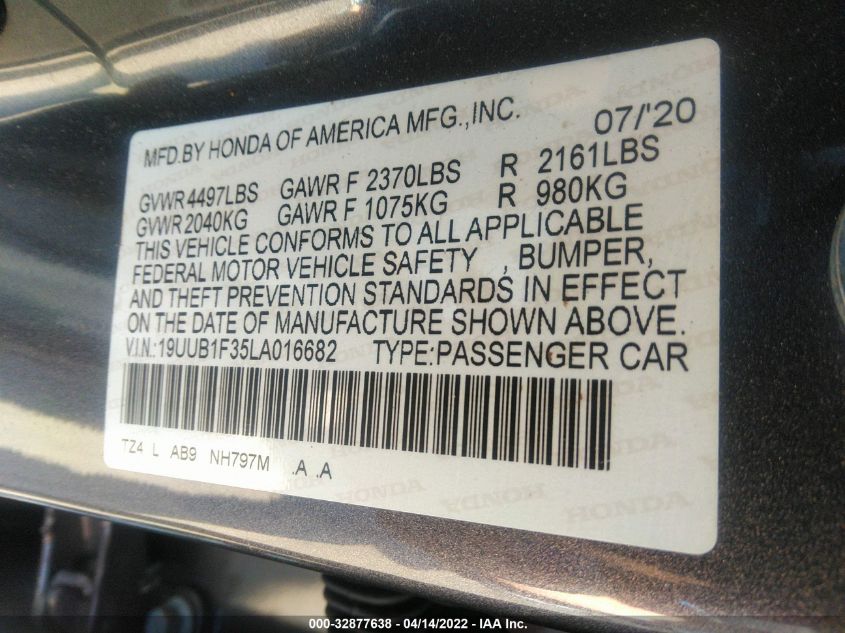 MFD.BY HONDA OF AMERICA MFG.,INC. 07/'20
GVWR 4497LBS GAWR F 2370LBS R 2161LBS
GVWR 2040KG GAWR F 1075KG R 980KG
THIS VEHICLE CONFORMS TO ALL APPLICABLE
FEDERAL MOTOR VEHICLE SAFETY , BUMPER,
AND THEFT PREVENTION STANDARDS IN EFFECT
ON THE DATE OF MANUFACTURE SHOWN ABOVE.
V.I.N.:19UUB1F35LA016682 TYPE:PASSENGER CAR
TZ4 L AB9 NH797M .A .A
HONDA HONDA HONDA
000-32877638 - 04/14/2022 - IAA Inc.